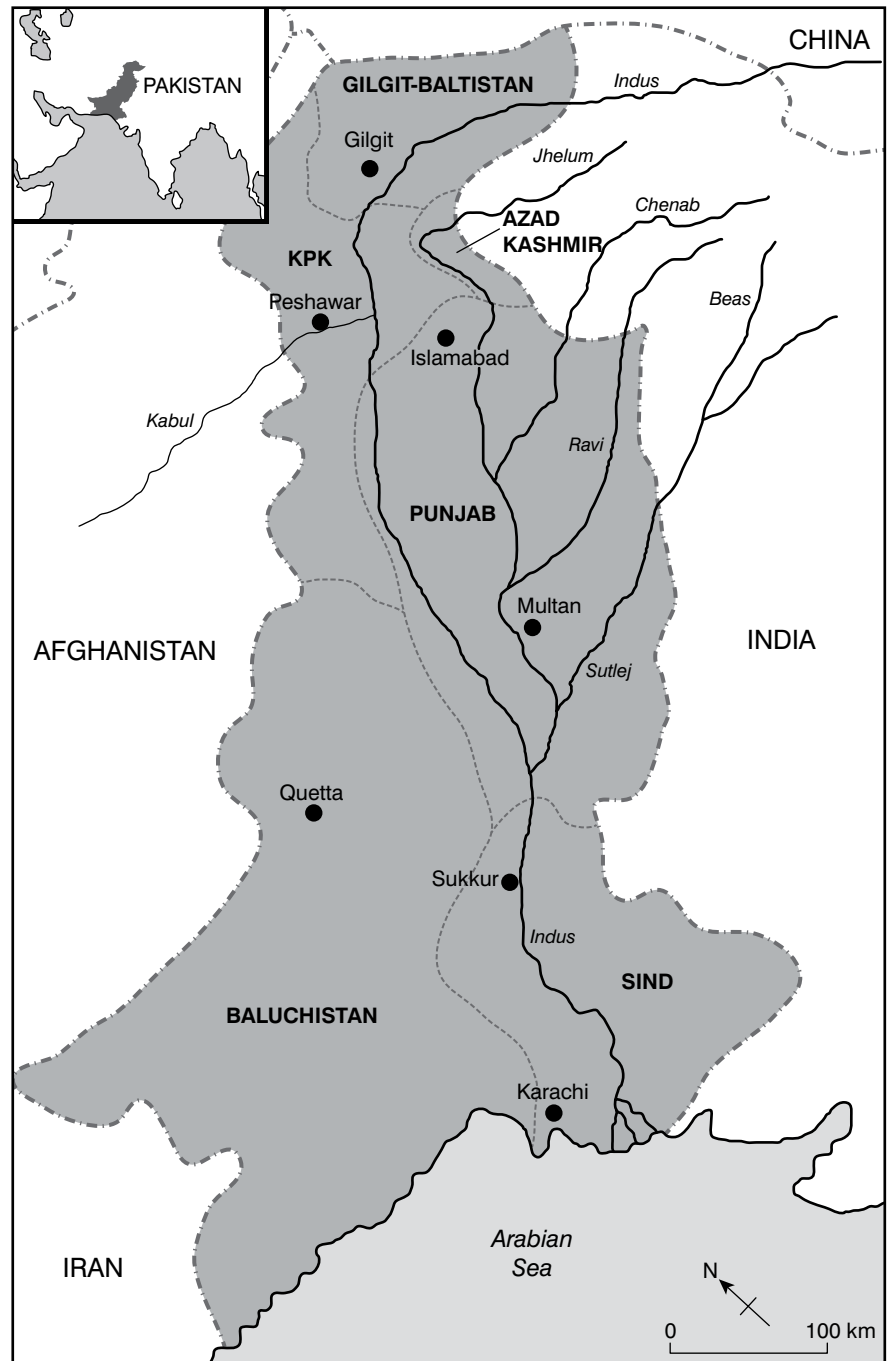 CHINA
PAKISTAN
GILGIT-BALTISTAN
Indus
Gilgit
Jhelum
Chenab
AZAD
KASHMIR
KPK
Peshawar
Beas
Islamabad
Kabul
Ravi
PUNJAB
Multan
AFGHANISTAN
INDIA
Sutlej
Quetta
Sukkur
Indus
SIND
BALUCHISTAN
Karachi
Arabian
Sea
IRAN
N
0 100 km